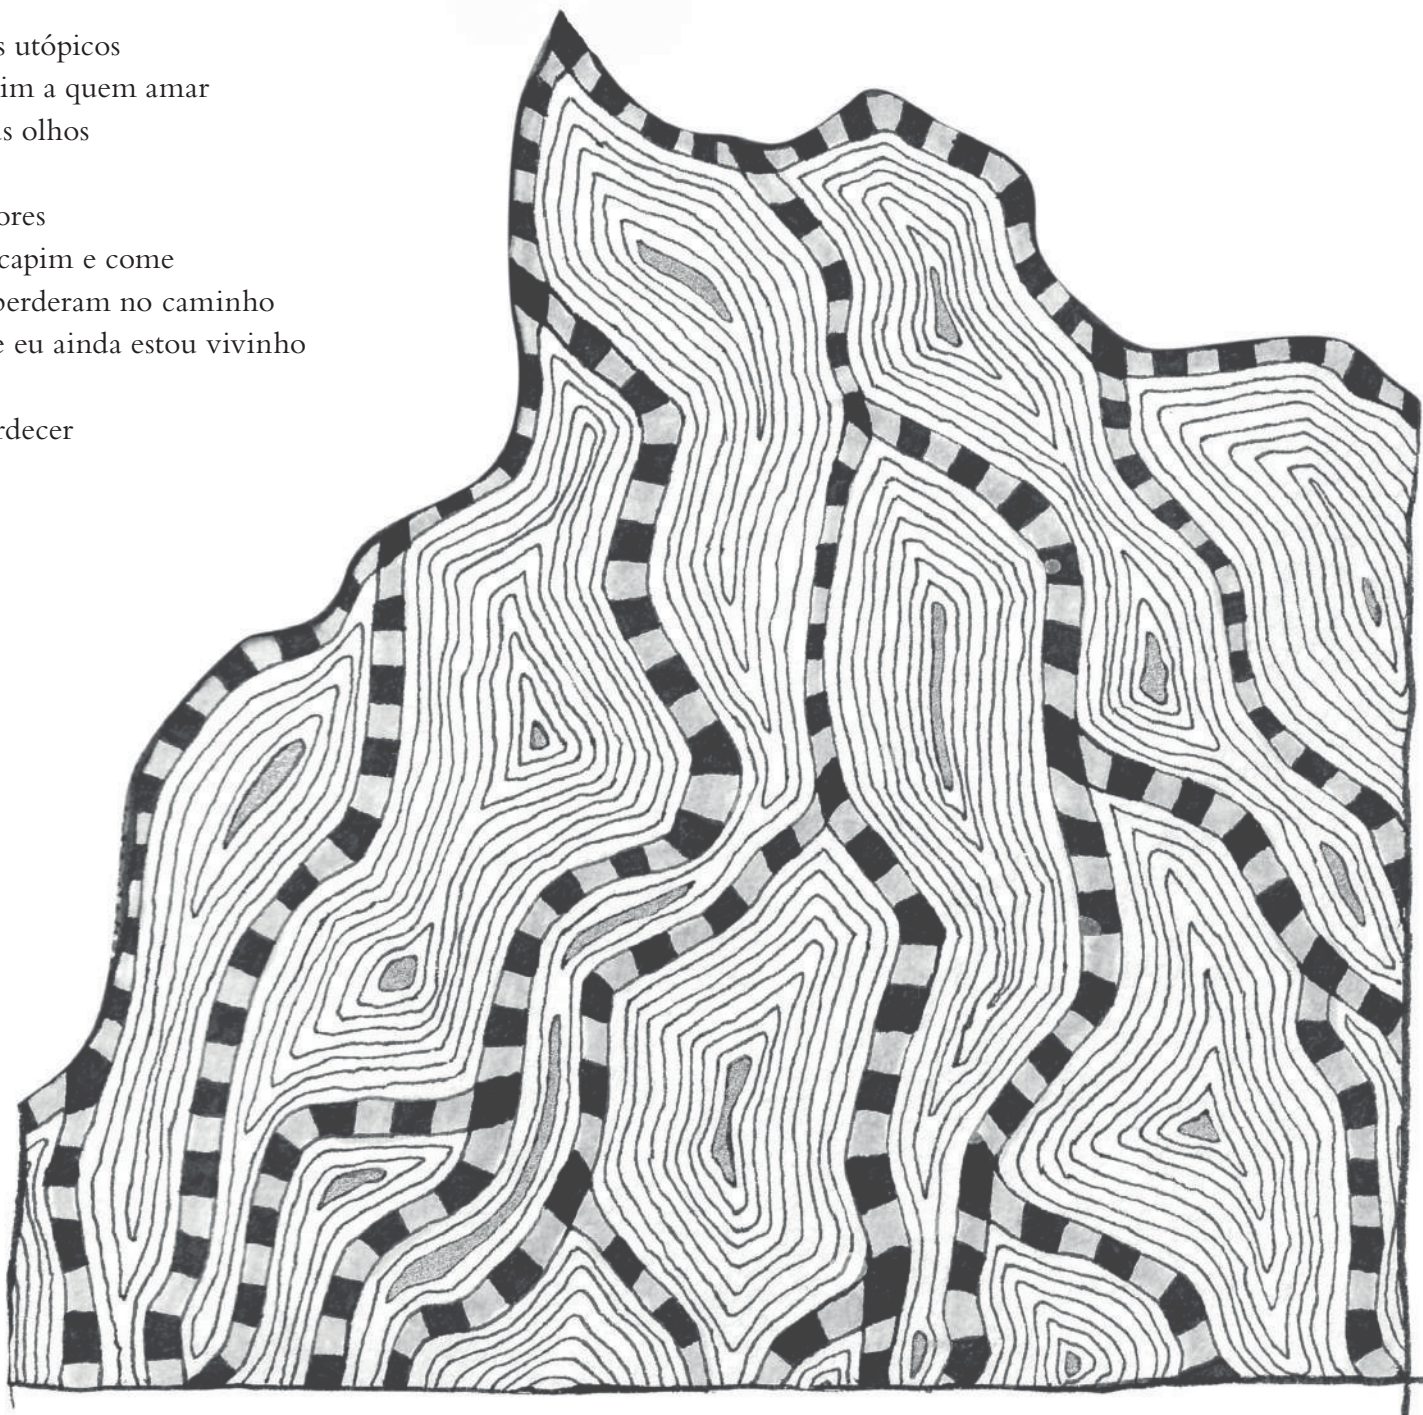 s utópicos
im a quem amar
s olhos
ores
capim e come
perderam no caminho
e eu ainda estou vivinho
rdecer